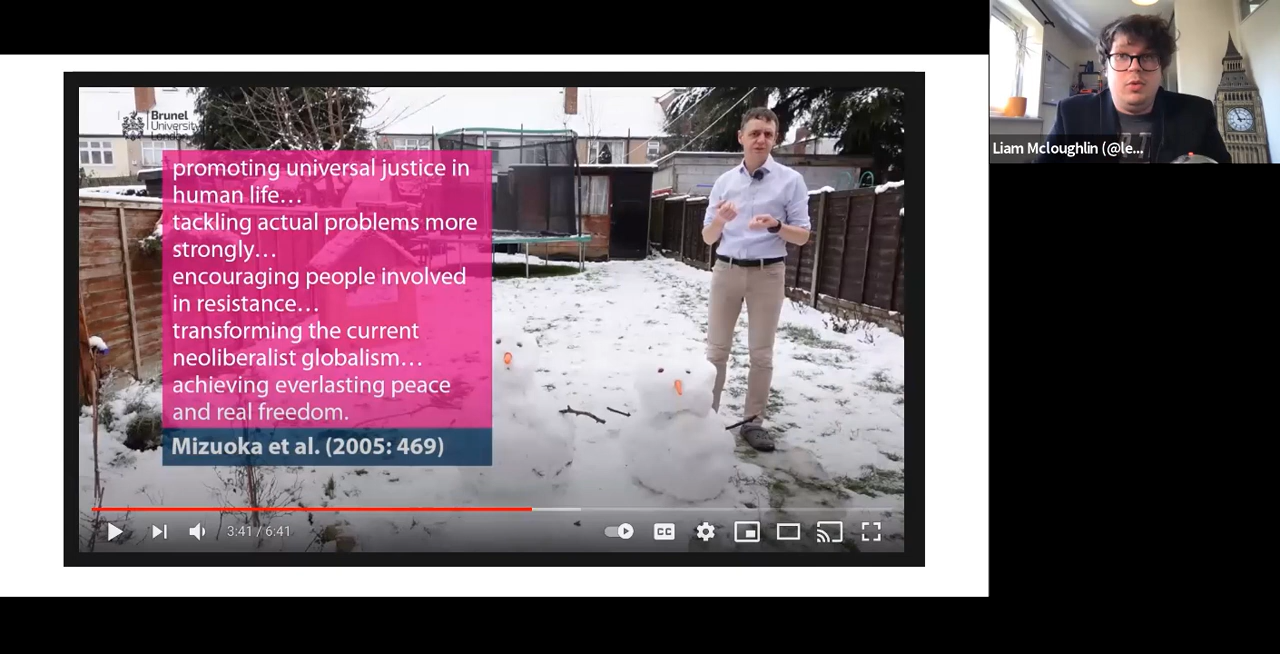 Brunel
University
London
promoting universal justice in
human life…
tackling actual problems more
strongly…
encouraging people involved
in resistance…
transforming the current
neoliberalist globalism…
achieving everlasting peace
and real freedom.
Mizuoka et al. (2005: 469)
3:41 / 6:41
CC
Liam Mcloughlin (@le...